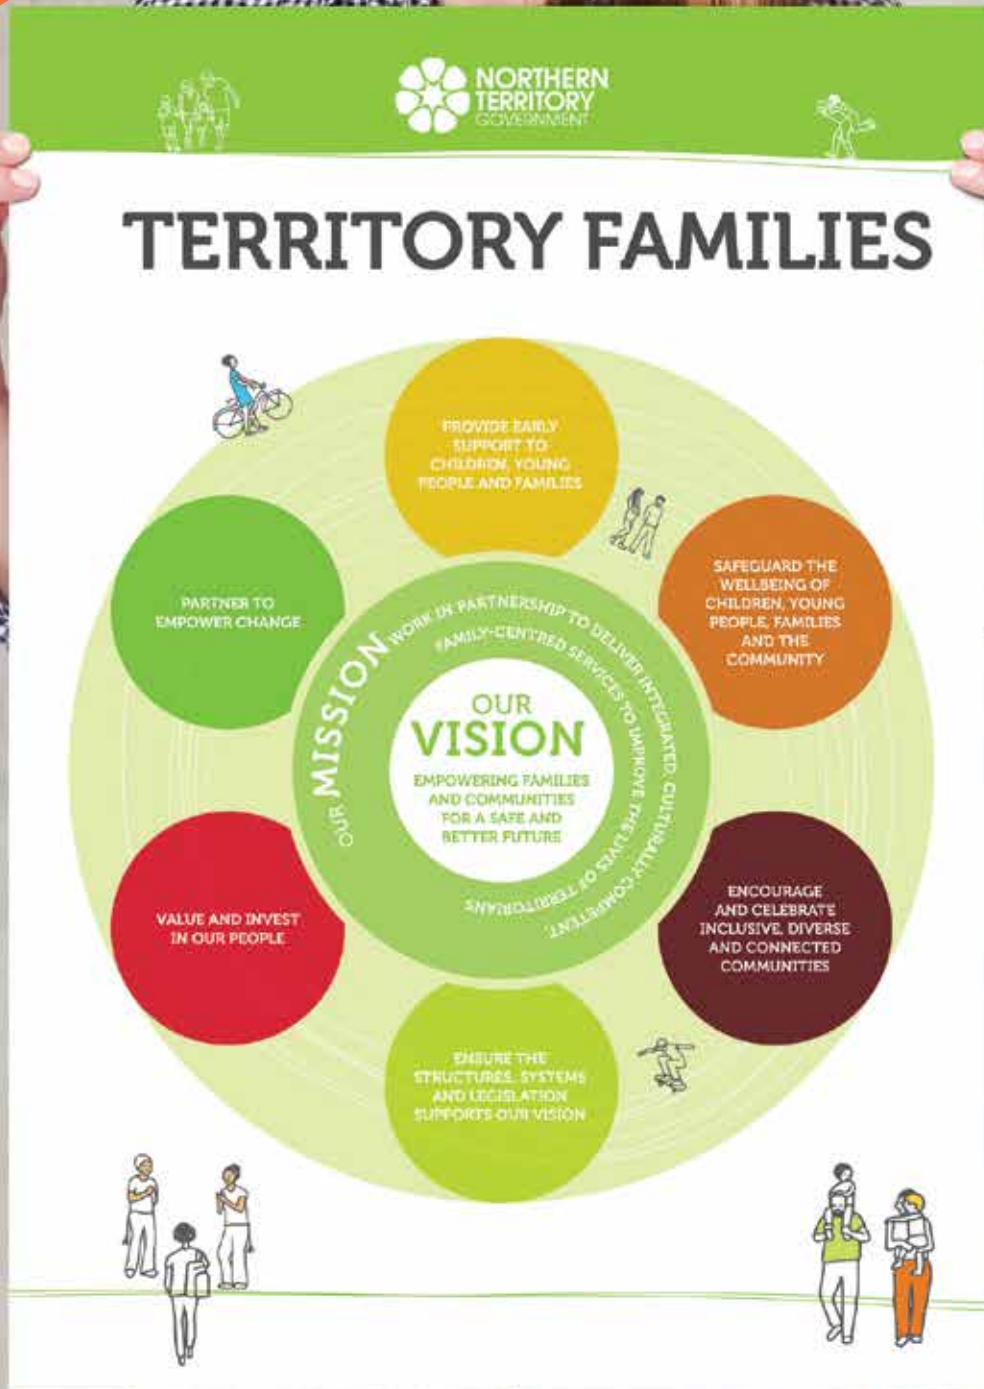 NORTHERN
TERRITORY
GOVERNMENT
TERRITORY FAMILIES
PROVIDE EARLY
SUPPORT TO
CHILDREN, YOUNG
PEOPLE AND FAMILIES
SAFEGUARD THE
WELLBEING OF
CHILDREN, YOUNG
PEOPLE, FAMILIES
AND THE
COMMUNITY
PARTNER TO
EMPOWER CHANGE
OUR MISSION WORK IN PARTNERSHIP TO DELIVER INTEGRATED, CULTURALLY COMPETENT,
FAMILY-CENTRED SERVICES TO IMPROVE THE LIVES OF TERRITORIANS
OUR
VISION
EMPOWERING FAMILIES
AND COMMUNITIES
FOR A SAFE AND
BETTER FUTURE
VALUE AND INVEST
IN OUR PEOPLE
ENCOURAGE
AND CELEBRATE
INCLUSIVE, DIVERSE
AND CONNECTED
COMMUNITIES
ENSURE THE
STRUCTURES, SYSTEMS
AND LEGISLATION
SUPPORTS OUR VISION